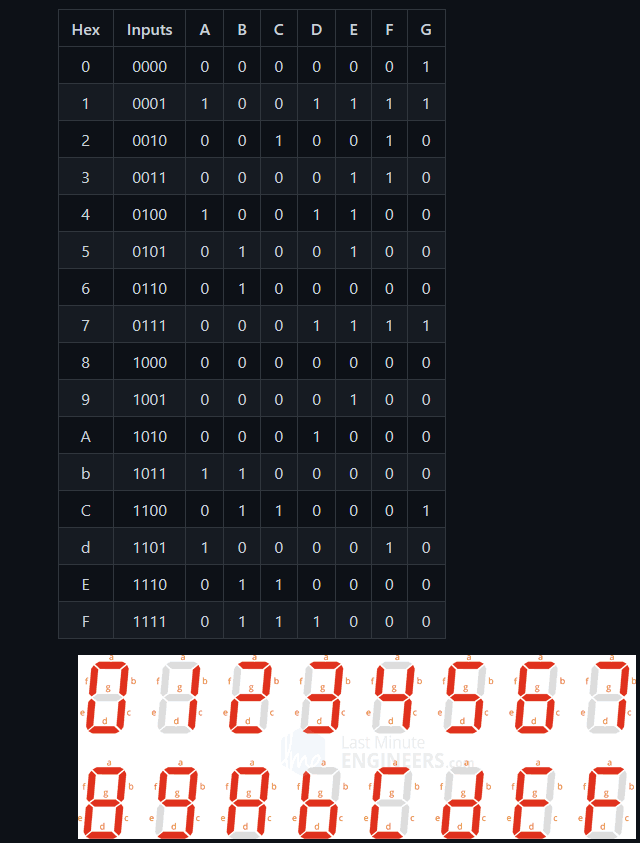 Hex Inputs A B C D E F G
0 0000 0 0 0 0 0 0 1
1 0001 1 0 0 1 1 1 1
2 0010 0 0 1 0 0 1 0
3 0011 0 0 0 0 1 1 0
4 0100 1 0 0 1 1 0 0
5 0101 0 1 0 0 1 0 0
6 0110 0 1 0 0 0 0 0
7 0111 0 0 0 1 1 1 1
8 1000 0 0 0 0 0 0 0
9 1001 0 0 0 0 1 0 0
A 1010 0 0 0 1 0 0 0
b 1011 1 1 0 0 0 0 0
C 1100 0 1 1 0 0 0 1
d 1101 1 0 0 0 0 1 0
E 1110 0 1 1 0 0 0 0
F 1111 0 1 1 1 0 0 0
a a a a a a a a
f g b f g b f g b f g b f g b f g b f g b f g b
e d c e d c e d c e d c e d c e d c e d c e d c
Last Minute
ENGINEERS.com
a a a a a a a a
f g b f g b f g b f g b f g b f g b f g b f g b
e d c e d c e d c e d c e d c e d c e d c e d c